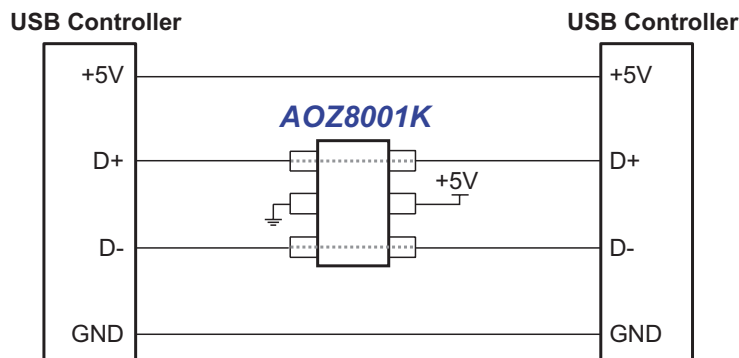 USB Controller USB Controller
+5V +5V
AOZ8001K
D+ D+
+5V
D- D-
GND GND